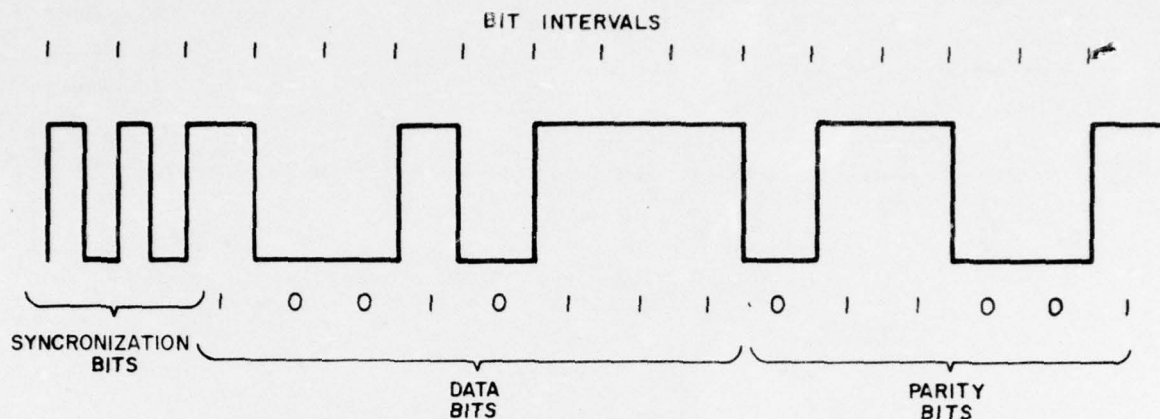 BIT INTERVALS
1 0 0 1 0 1 1 1 0 1 1 0 0 1
SYNCRONIZATION
BITS
DATA
BITS
PARITY
BITS